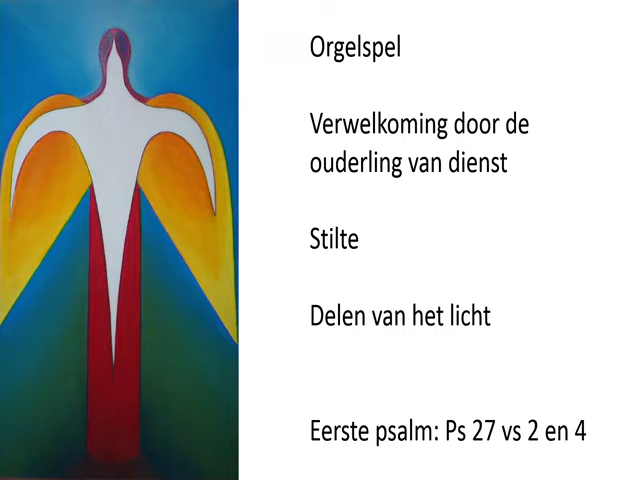 Orgelspel
Verwelkoming door de
ouderling van dienst
Stilte
Delen van het licht
Eerste psalm: Ps 27 vs 2 en 4